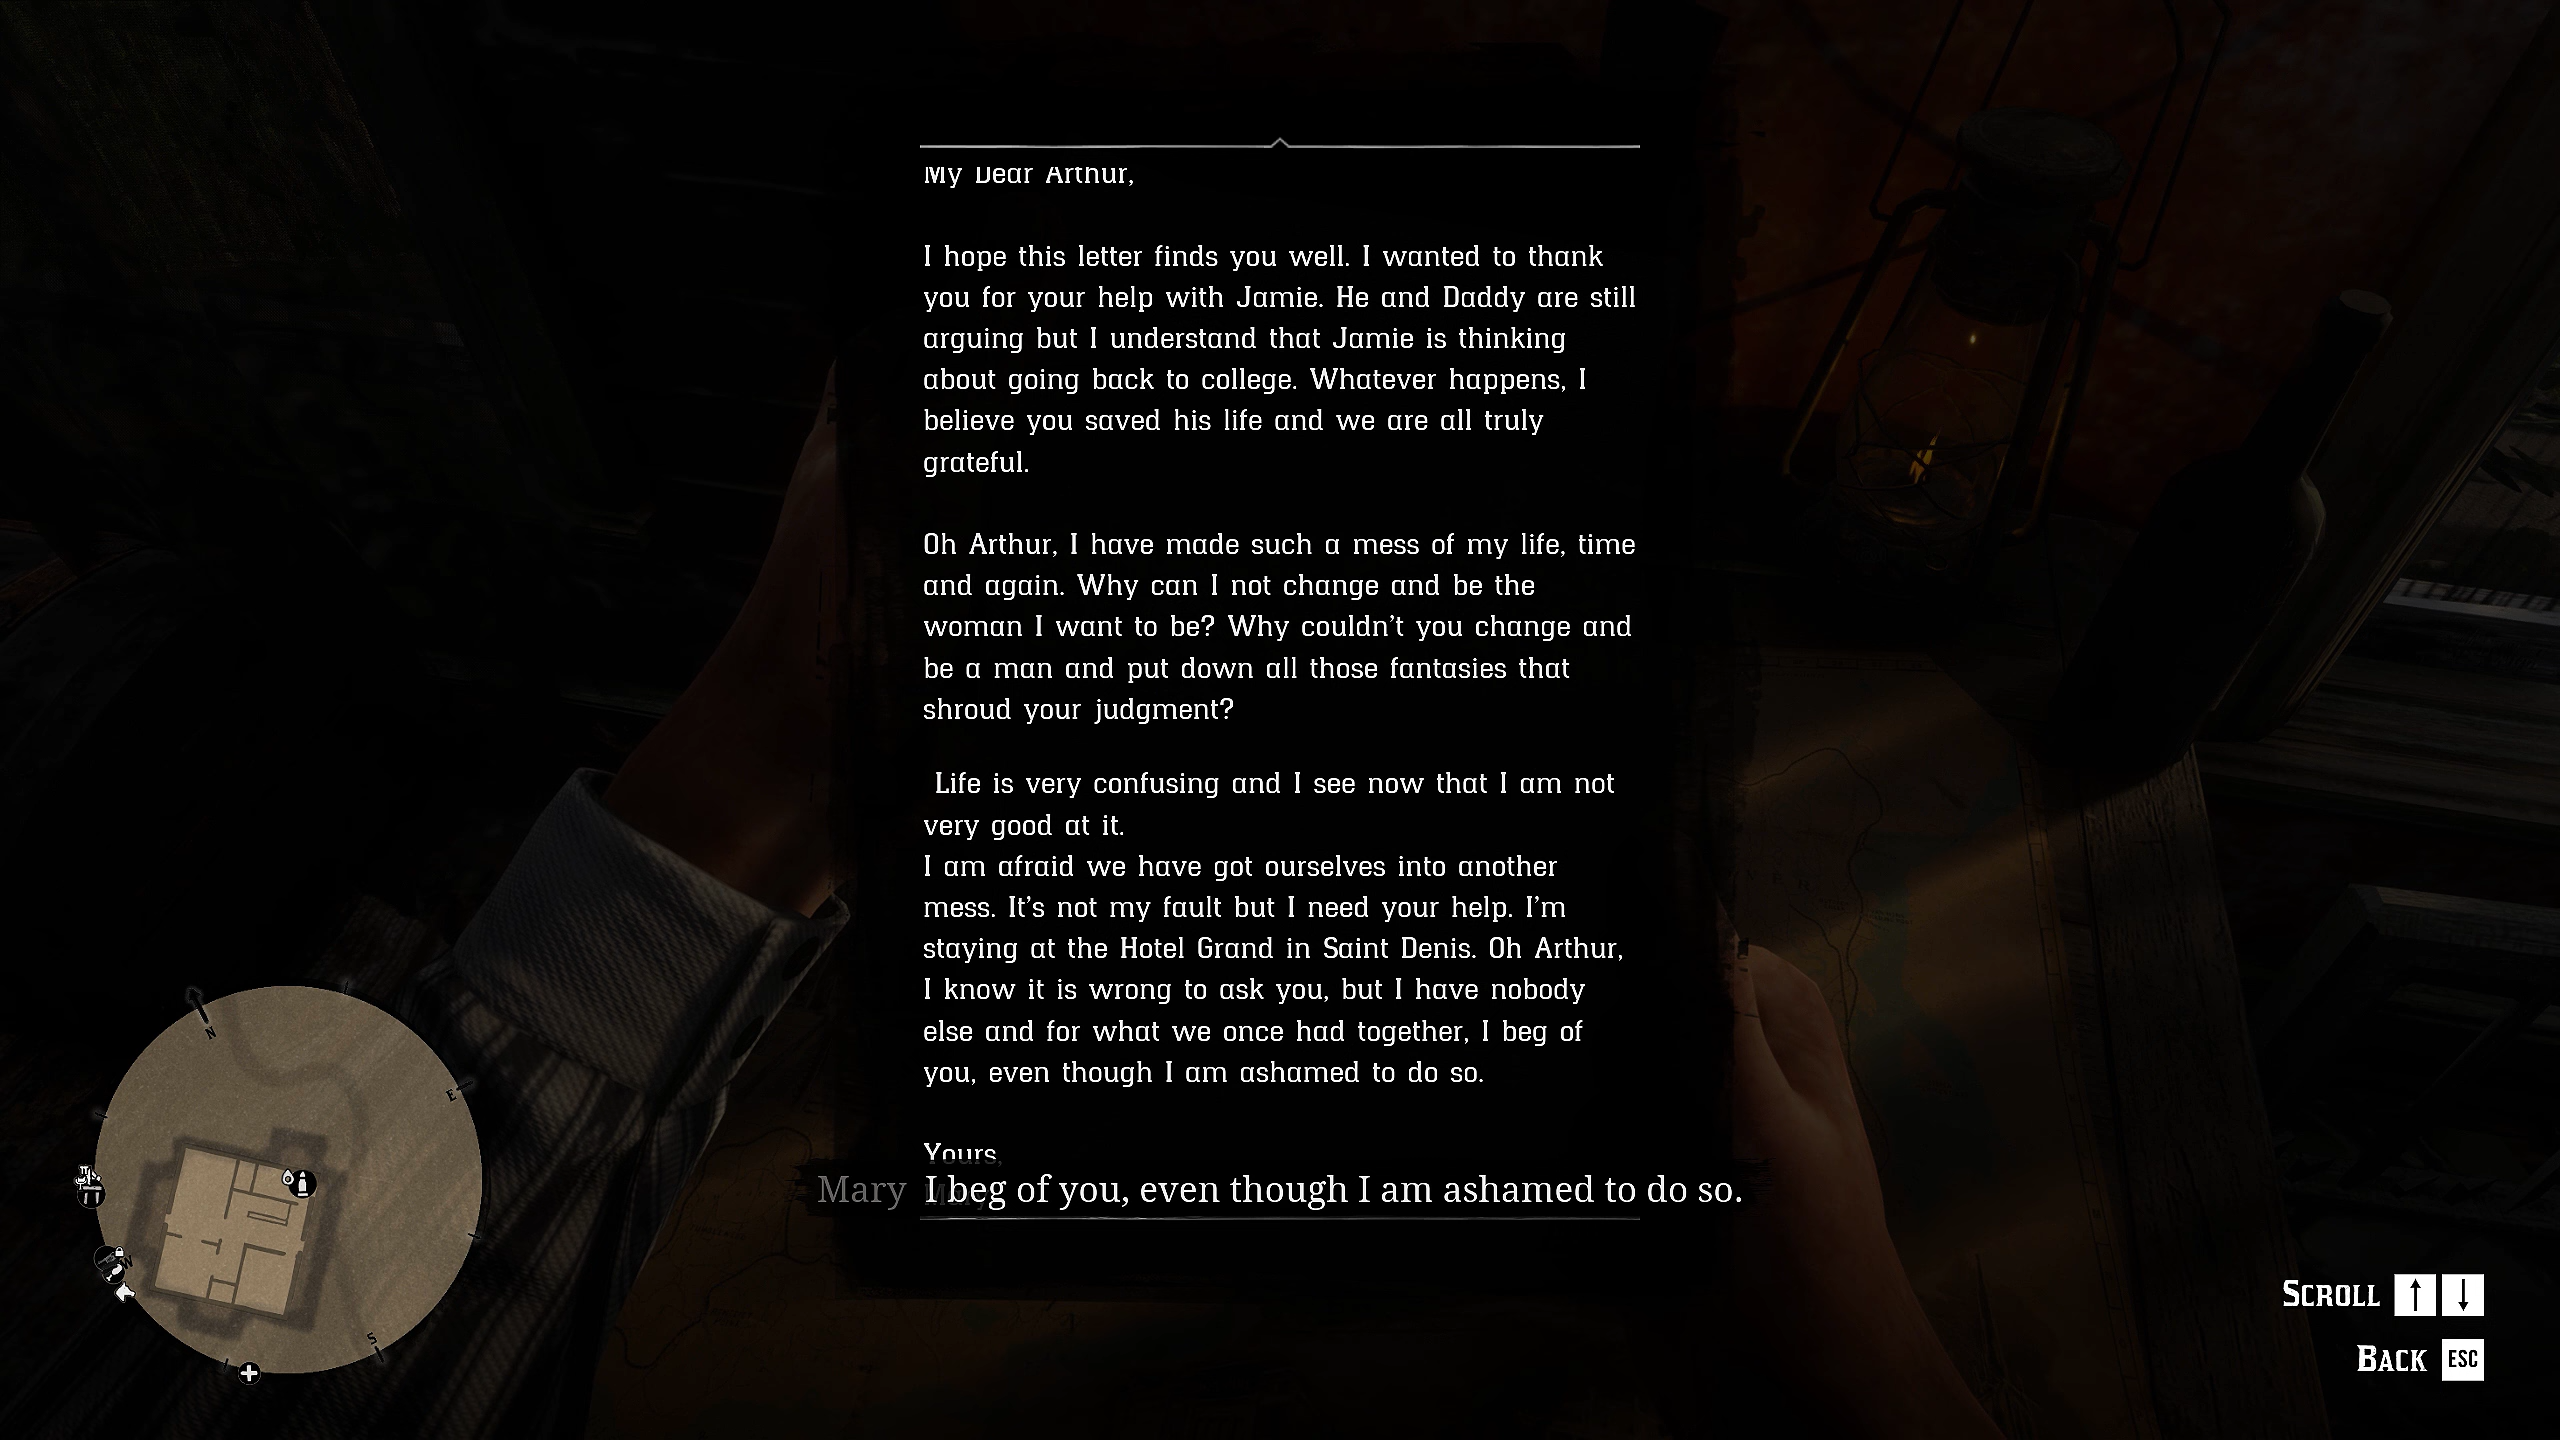 My Dear Arthur,
I hope this letter finds you well. I wanted to thank
you for your help with Jamie. He and Daddy are still
arguing but I understand that Jamie is thinking
about going back to college. Whatever happens, I
believe you saved his life and we are all truly
grateful.
Oh Arthur, I have made such a mess of my life, time
and again. Why can I not change and be the
woman I want to be? Why couldn't you change and
be a man and put down all those fantasies that
shroud your judgment?
Life is very confusing and I see now that I am not
very good at it.
I am afraid we have got ourselves into another
mess. It's not my fault but I need your help. I'm
staying at the Hotel Grand in Saint Denis. Oh Arthur,
I know it is wrong to ask you, but I have nobody
else and for what we once had together, I beg of
you, even though I am ashamed to do so.
Yours,
Mary I beg of you, even though I am ashamed to do so.
N
E
S
W
SCROLL ↑ ↓
BACK ESC